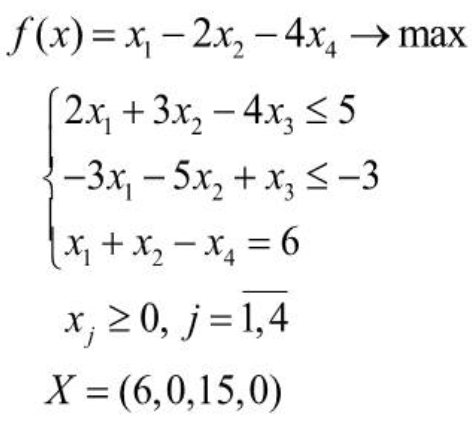 f(x) = x₁ − 2x₂ − 4x₄ → max
2x₁ + 3x₂ − 4x₃ ≤ 5
−3x₁ − 5x₂ + x₃ ≤ −3
x₁ + x₂ − x₄ = 6
xⱼ ≥ 0, j = 1,4̅
X = (6,0,15,0)